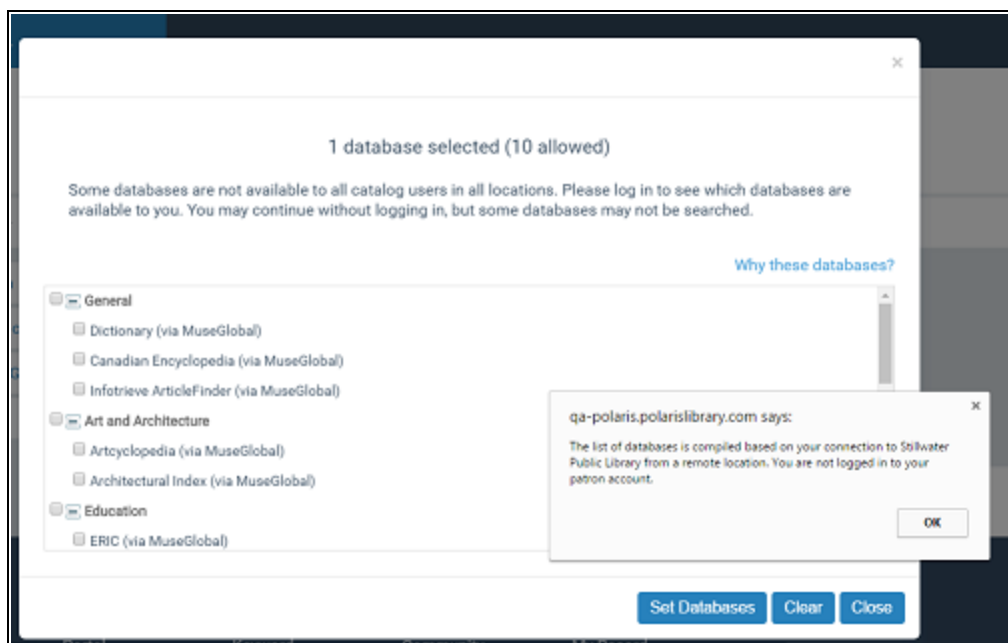 1 database selected (10 allowed)
Some databases are not available to all catalog users in all locations. Please log in to see which databases are
available to you. You may continue without logging in, but some databases may not be searched.
Why these databases?
General
Dictionary (via MuseGlobal)
Canadian Encyclopedia (via MuseGlobal)
Infotrieve ArticleFinder (via MuseGlobal)
Art and Architecture
Artcyclopedia (via MuseGlobal)
Architectural Index (via MuseGlobal)
Education
ERIC (via MuseGlobal)
qa-polaris.polarislibrary.com says:
The list of databases is compiled based on your connection to Stillwater
Public Library from a remote location. You are not logged in to your
patron account.
OK
Set Databases Clear Close